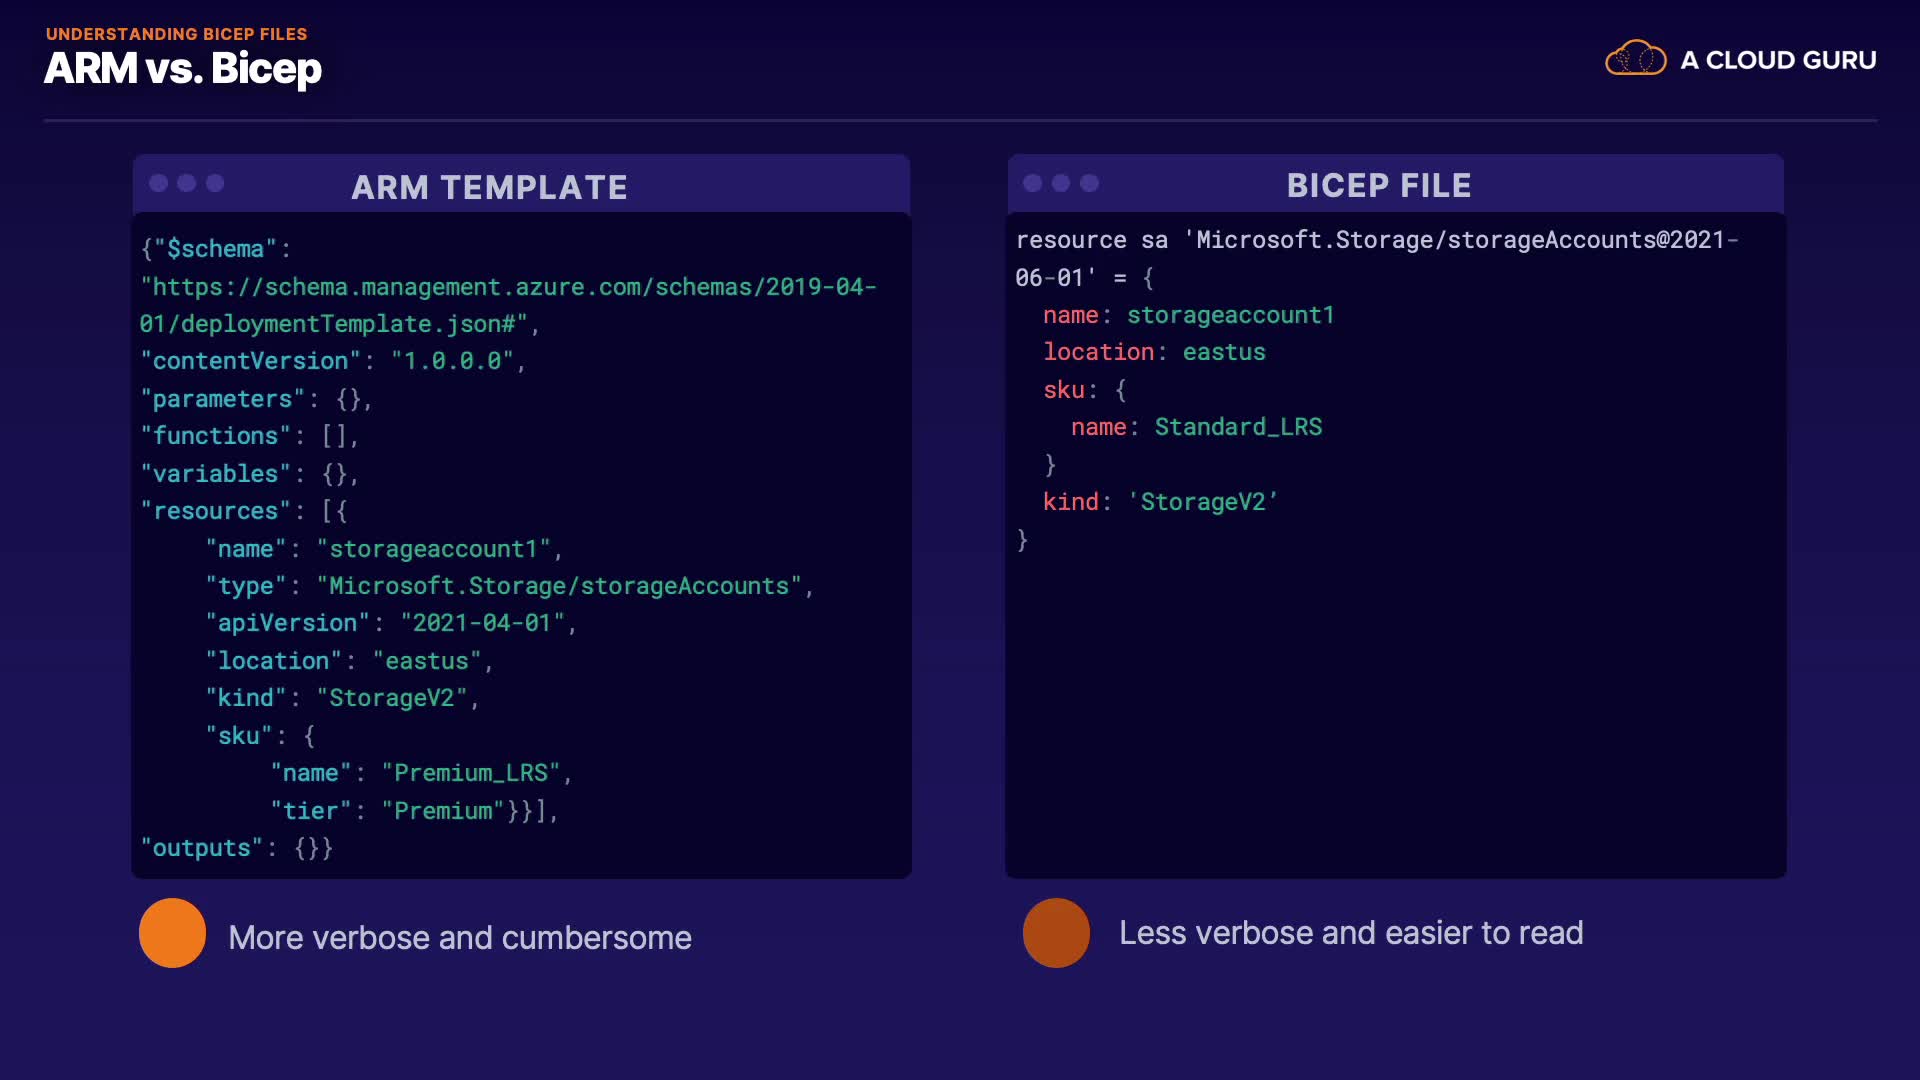 UNDERSTANDING BICEP FILES
ARM vs. Bicep
A CLOUD GURU
ARM TEMPLATE
{"$schema":
"https://schema.management.azure.com/schemas/2019-04-
01/deploymentTemplate.json#",
"contentVersion": "1.0.0.0",
"parameters": {},
"functions": [],
"variables": {},
"resources": [{
"name": "storageaccount1",
"type": "Microsoft.Storage/storageAccounts",
"apiVersion": "2021-04-01",
"location": "eastus",
"kind": "StorageV2",
"sku": {
"name": "Premium_LRS",
"tier": "Premium"}}],
"outputs": {}}
More verbose and cumbersome
BICEP FILE
resource sa 'Microsoft.Storage/storageAccounts@2021-
06-01' = {
name: storageaccount1
location: eastus
sku: {
name: Standard_LRS
}
kind: 'StorageV2’
}
Less verbose and easier to read